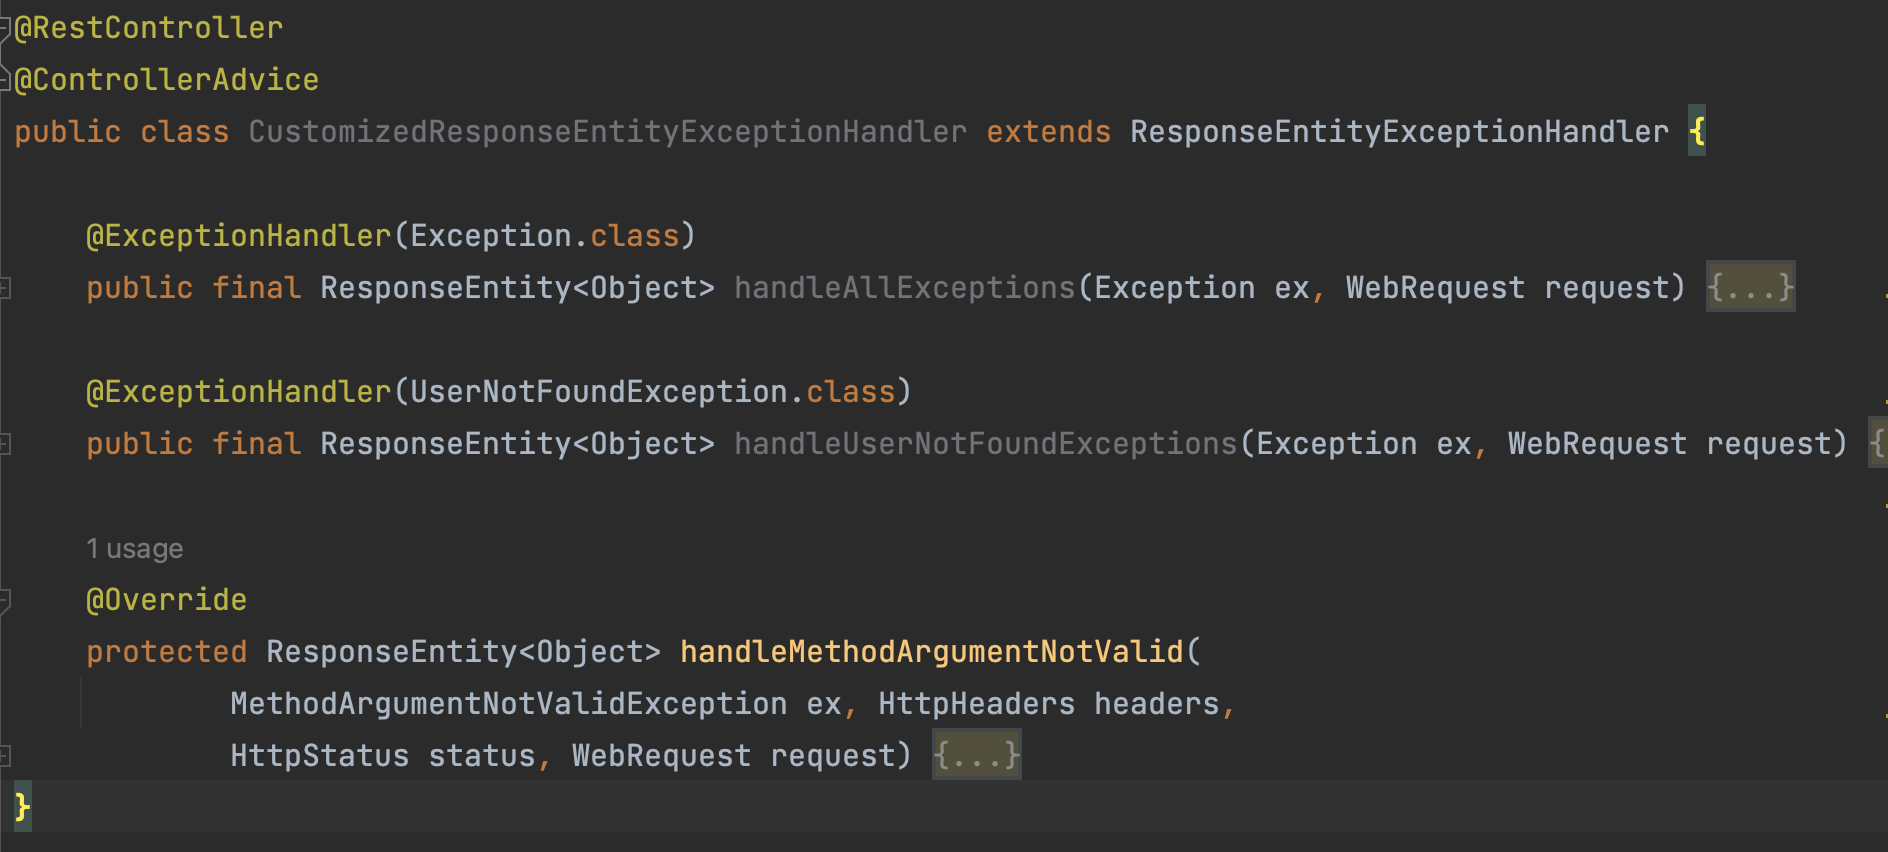 @RestController
@ControllerAdvice
public class CustomizedResponseEntityExceptionHandler extends ResponseEntityExceptionHandler {
@ExceptionHandler(Exception.class)
public final ResponseEntity<Object> handleAllExceptions(Exception ex, WebRequest request) {...}
@ExceptionHandler(UserNotFoundException.class)
public final ResponseEntity<Object> handleUserNotFoundExceptions(Exception ex, WebRequest request) {
1 usage
@Override
protected ResponseEntity<Object> handleMethodArgumentNotValid(
MethodArgumentNotValidException ex, HttpHeaders headers,
HttpStatus status, WebRequest request) {...}
}